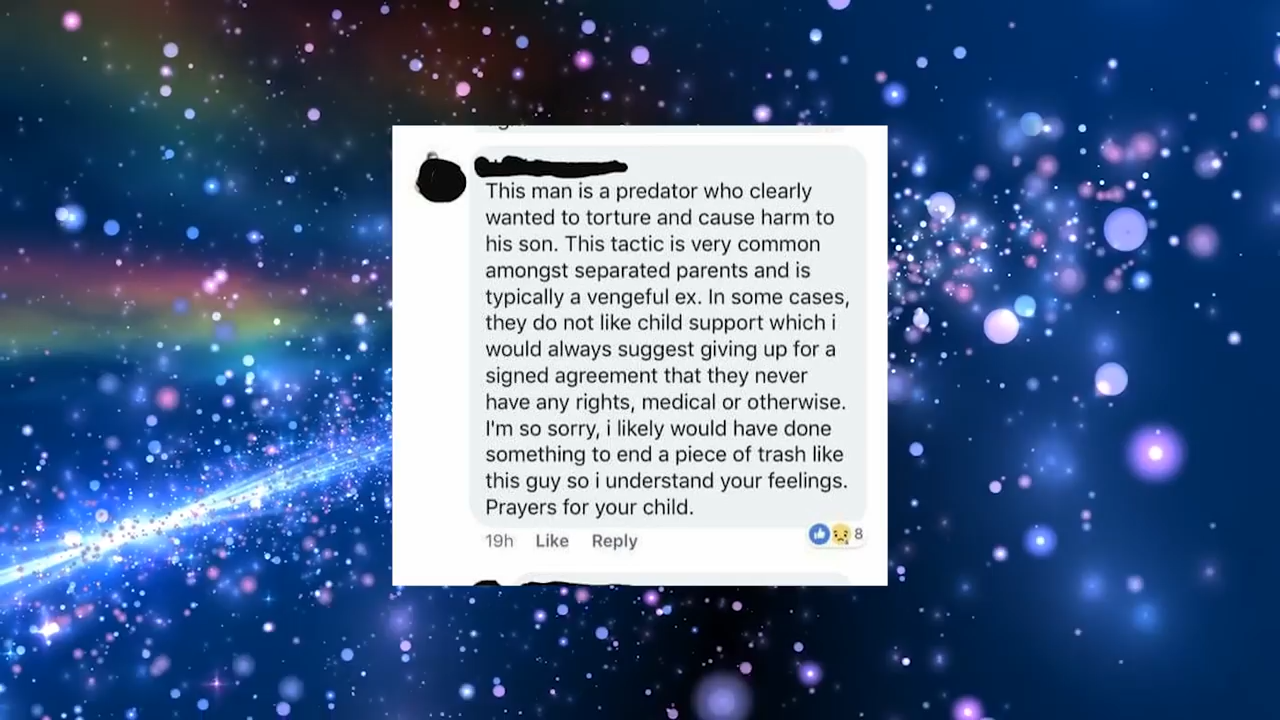 This man is a predator who clearly
wanted to torture and cause harm to
his son. This tactic is very common
amongst separated parents and is
typically a vengeful ex. In some cases,
they do not like child support which i
would always suggest giving up for a
signed agreement that they never
have any rights, medical or otherwise.
I'm so sorry, i likely would have done
something to end a piece of trash like
this guy so i understand your feelings.
Prayers for your child.
19h Like Reply 8